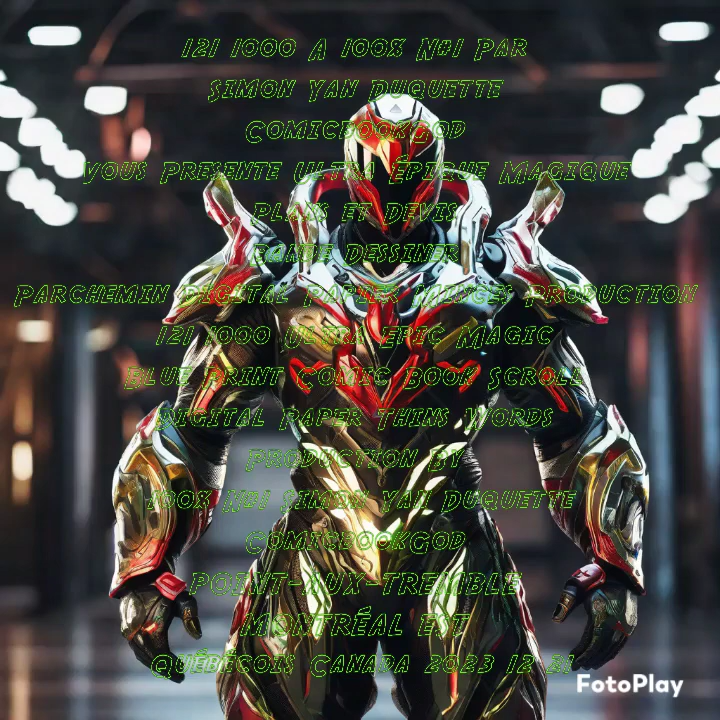 121 1000 A 100% N#1 PAR
SIMON YAN DUQUETTE
COMICBOOKGOD
VOUS PRESENTE ULTRA ÉPIQUE MAGIQUE
PLANS ET DEVIS
BANDE DESSINER
PARCHEMIN DIGITAL PAPIER MINCES PRODUCTION
121 1000 ULTRA EPIC MAGIC
BLUE PRINT COMIC BOOK SCROLL
DIGITAL PAPER THINS WORDS
PRODUCTION BY
100% N#1 SIMON YAN DUQUETTE
COMICBOOKGOD
POINT-AUX-TREMBLE
MONTRÉAL EST
QUÉBÉCOIS CANADA 2023 12 21
FotoPlay